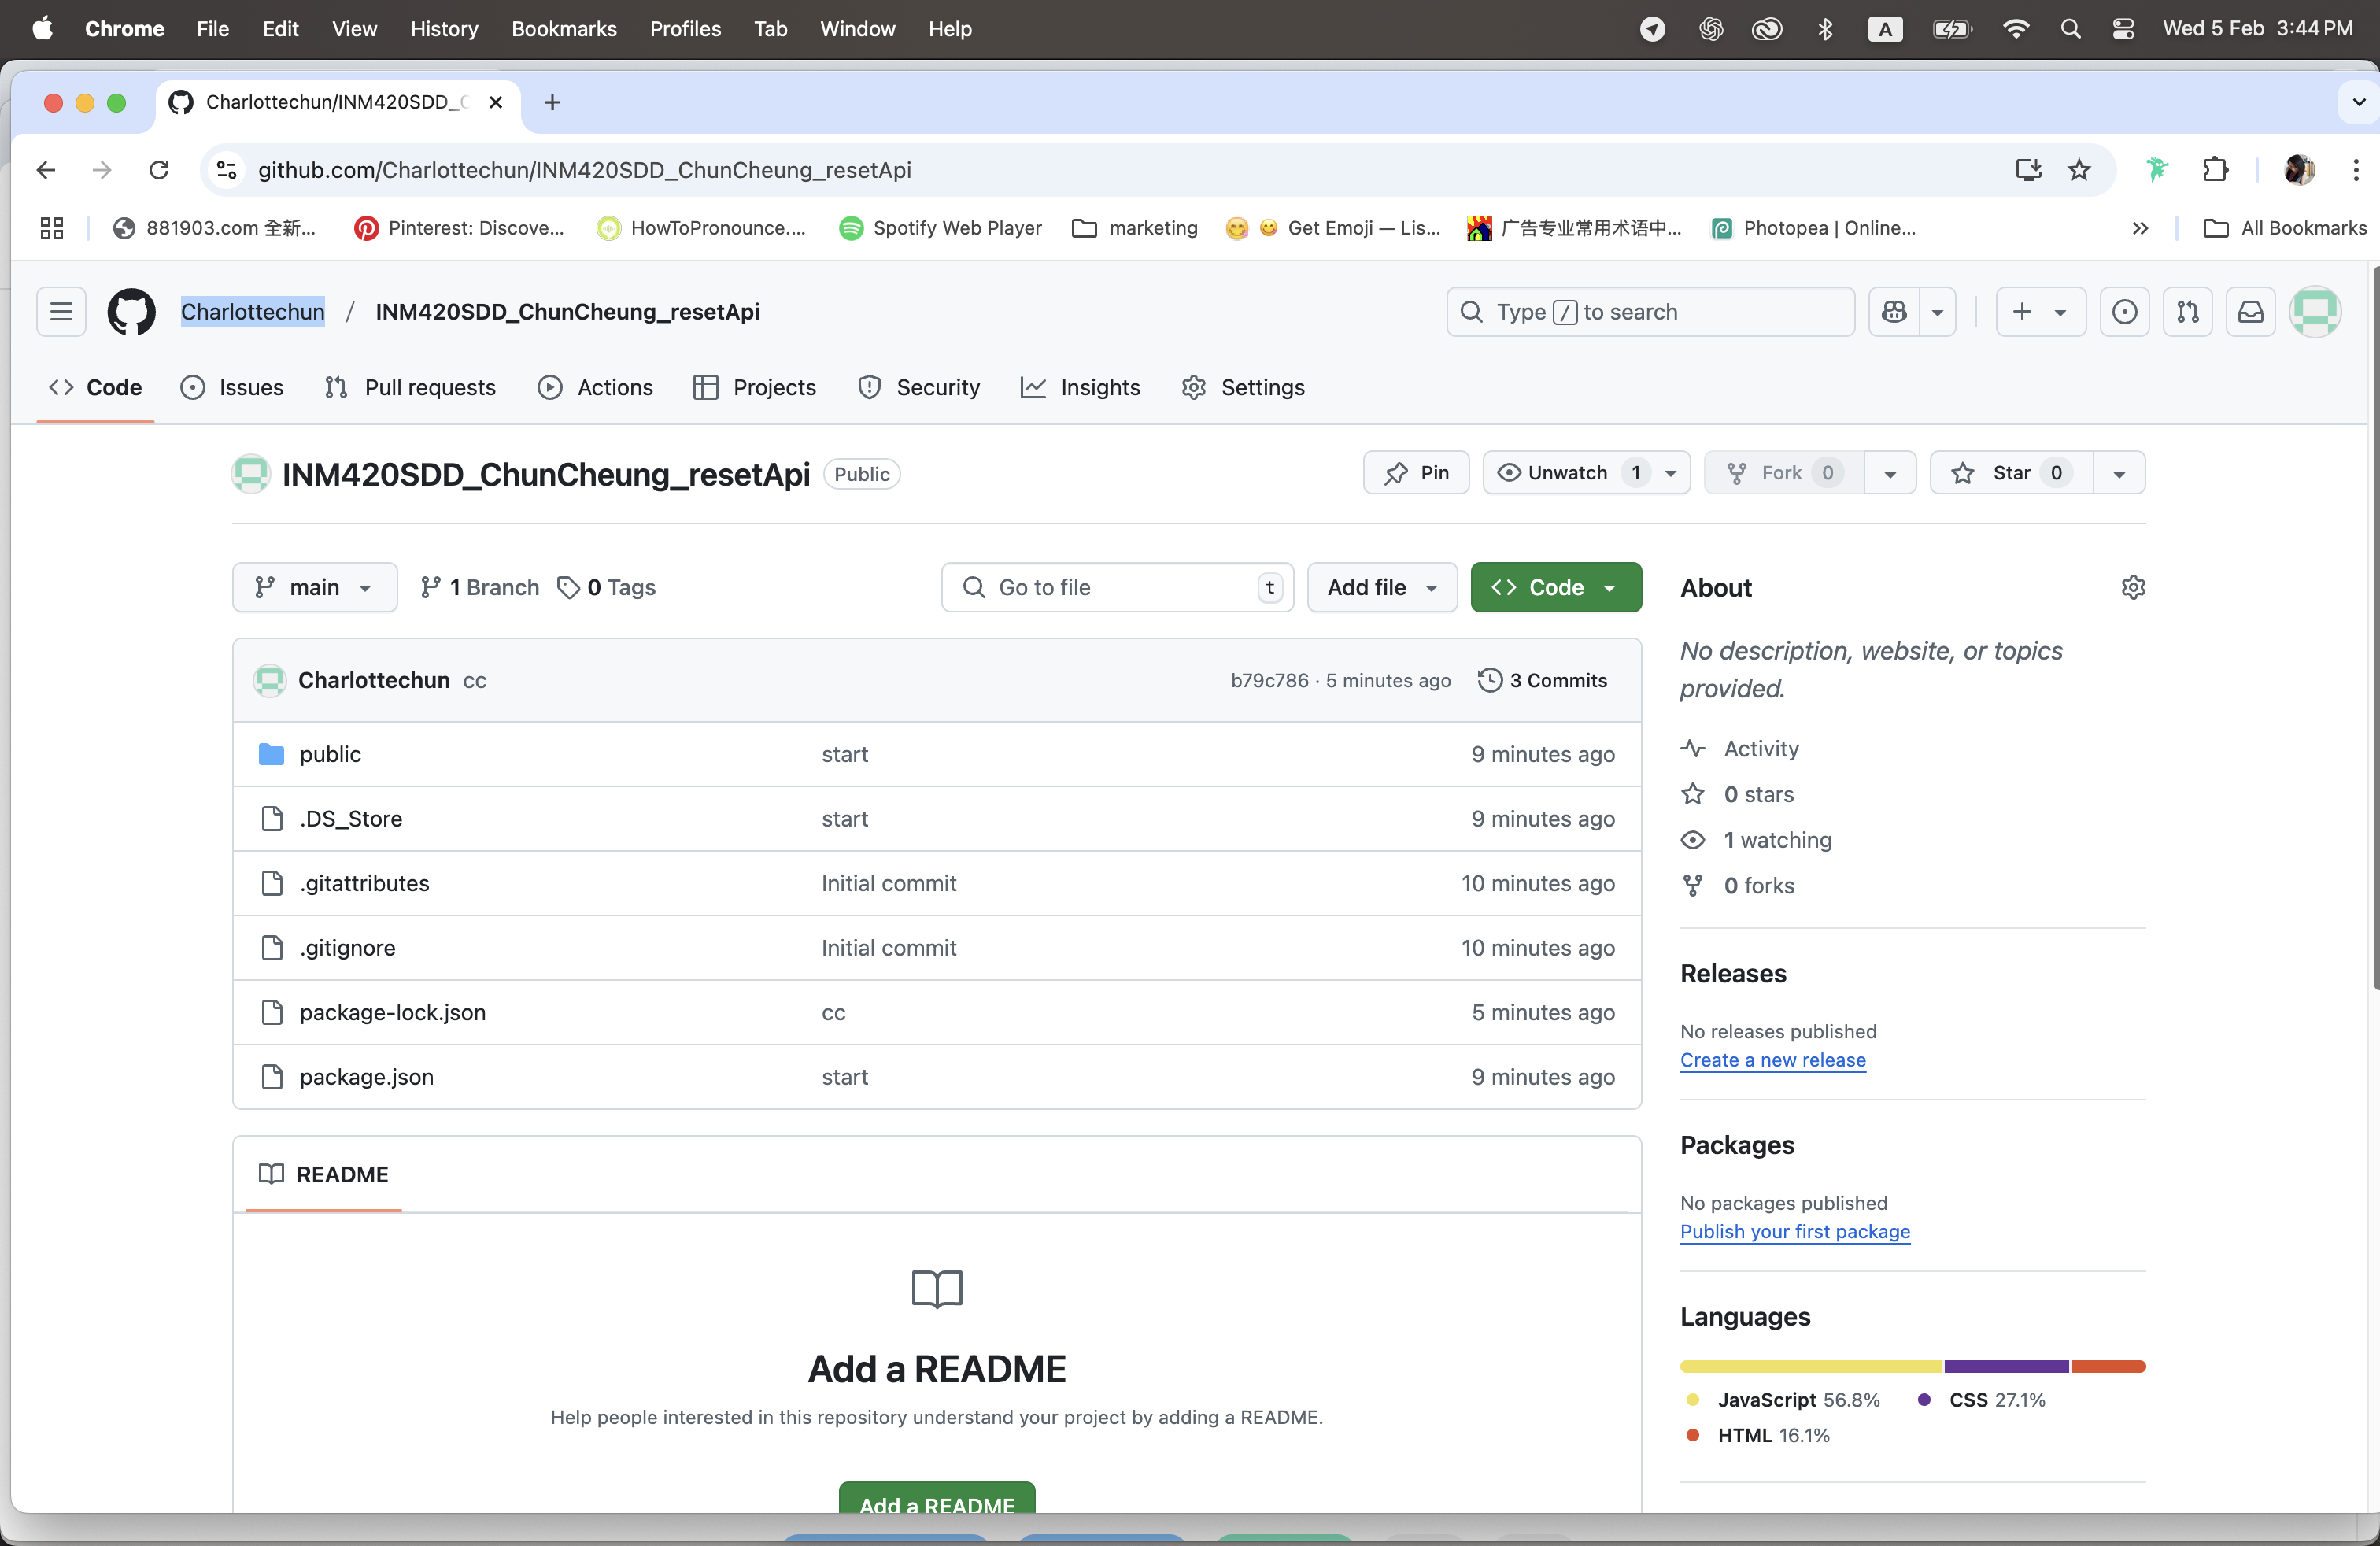 Chrome File Edit View History Bookmarks Profiles Tab Window Help A Wed 5 Feb 3:44 PM
Charlottechun/INM420SDD_
github.com/Charlottechun/INM420SDD_ChunCheung_resetApi
881903.com 全新... Pinterest: Discove... HowToPronounce.... Spotify Web Player marketing Get Emoji — Lis... 广告专业常用术语中... Photopea | Online... All Bookmarks
Charlottechun / INM420SDD_ChunCheung_resetApi Type / to search
Code Issues Pull requests Actions Projects Security Insights Settings
INM420SDD_ChunCheung_resetApi Public Pin Unwatch 1 Fork 0 Star 0
main 1 Branch 0 Tags Go to file t Add file Code About
No description, website, or topics
provided.
Charlottechun cc b79c786 · 5 minutes ago 3 Commits
public start 9 minutes ago
.DS_Store start 9 minutes ago
.gitattributes Initial commit 10 minutes ago
.gitignore Initial commit 10 minutes ago
package-lock.json cc 5 minutes ago
package.json start 9 minutes ago
Activity
0 stars
1 watching
0 forks
Releases
No releases published
Create a new release
Packages
No packages published
Publish your first package
Languages
JavaScript 56.8% CSS 27.1%
HTML 16.1%
README
Add a README
Help people interested in this repository understand your project by adding a README.
Add a README